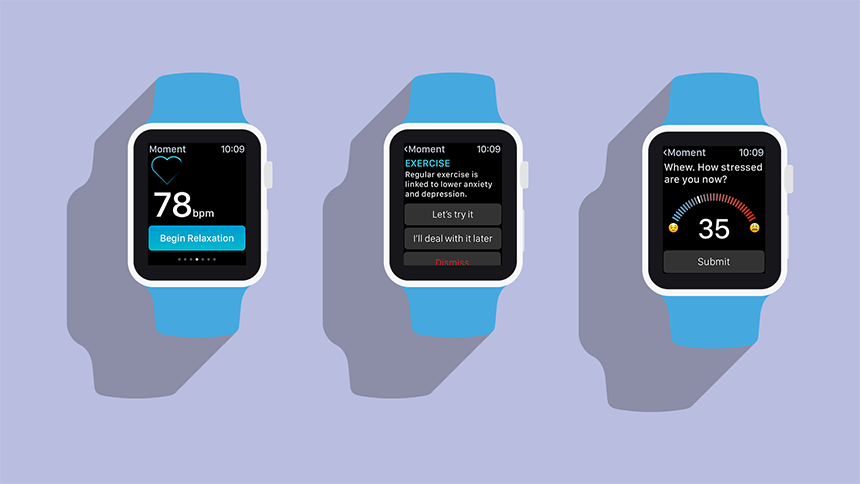 Moment 10:09
78 bpm
Begin Relaxation
<Moment 10:09
EXERCISE
Regular exercise is
linked to lower anxiety
and depression.
Let's try it
I'll deal with it later
Dismiss
<Moment 10:09
Whew. How stressed
are you now?
35
Submit